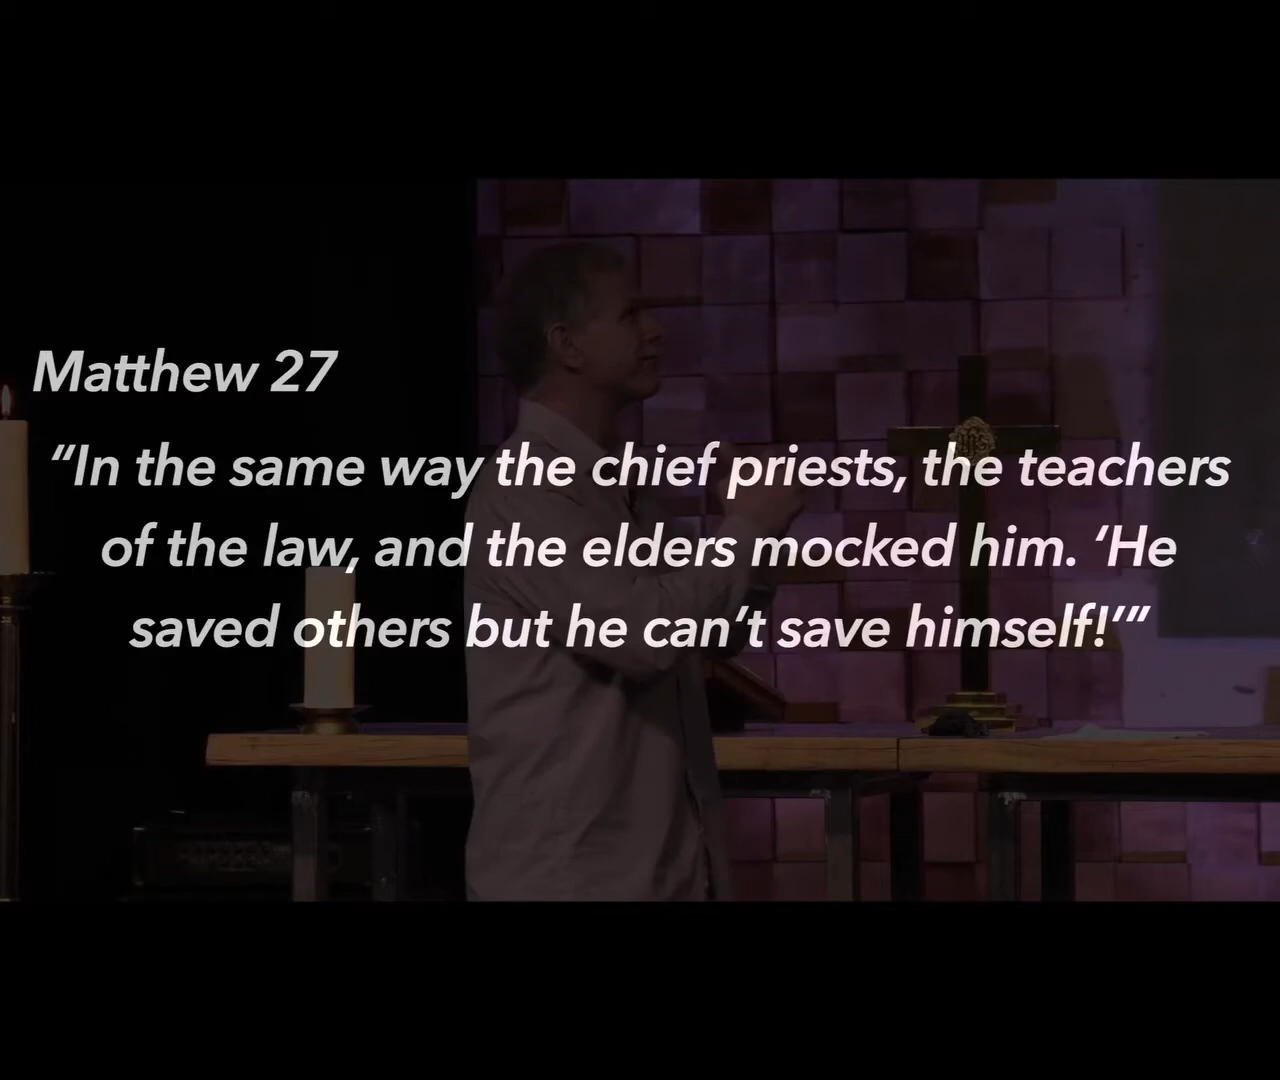 Matthew 27
“In the same way the chief priests, the teachers
of the law, and the elders mocked him. ‘He
saved others but he can’t save himself!’”